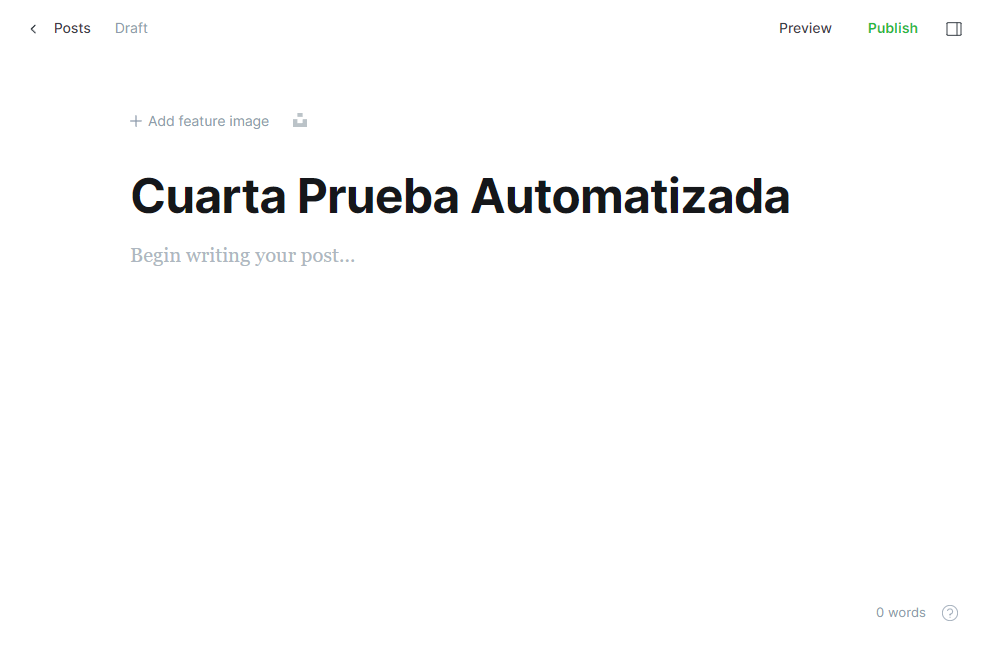 Posts Draft Preview Publish
Add feature image
Cuarta Prueba Automatizada
Begin writing your post...
0 words ?